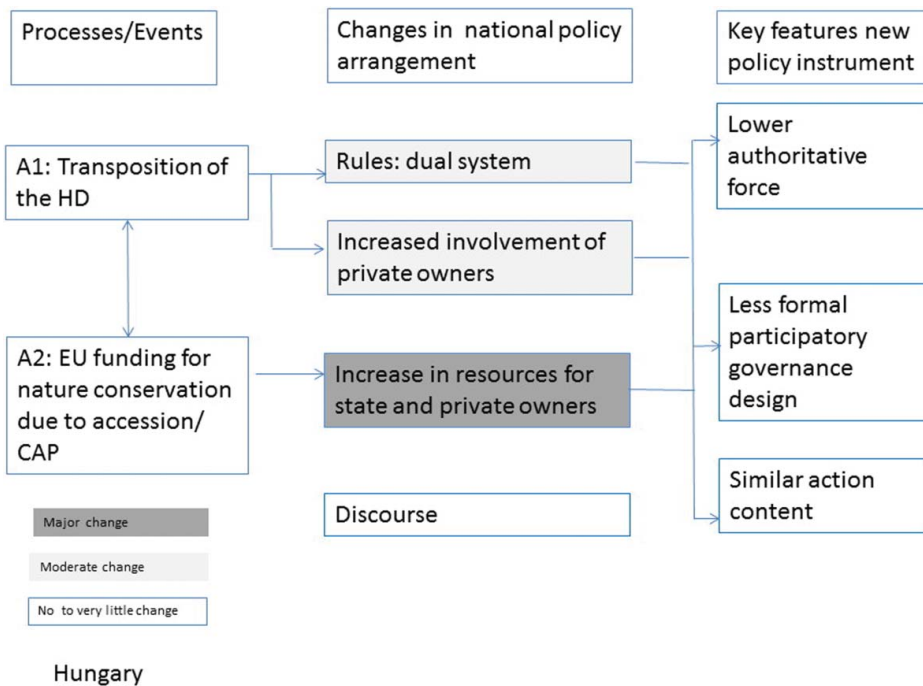 Processes/Events
Changes in national policy
arrangement
Key features new
policy instrument
A1: Transposition of
the HD
Rules: dual system
Increased involvement of
private owners
Lower
authoritative
force
A2: EU funding for
nature conservation
due to accession/
CAP
Increase in resources for
state and private owners
Less formal
participatory
governance
design
Discourse
Similar action
content
Major change
Moderate change
No to very little change
Hungary